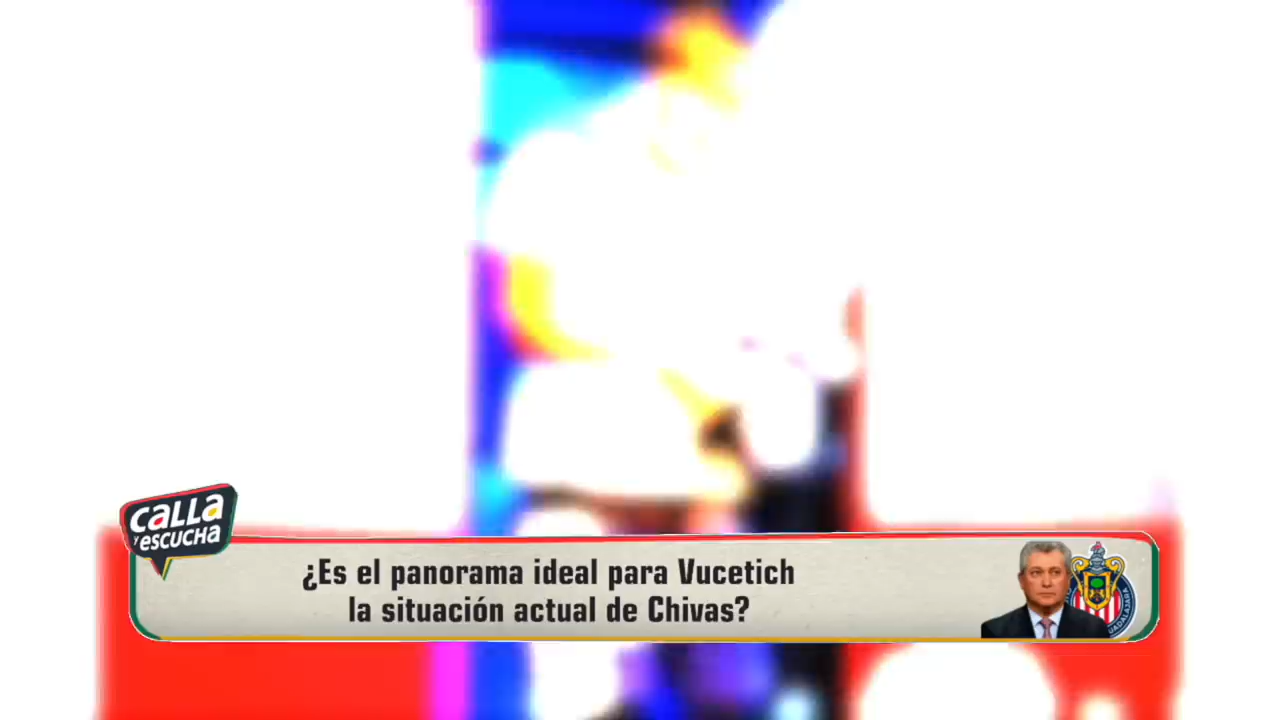 CALLA
Y ESCUCHA
¿Es el panorama ideal para Vucetich
la situación actual de Chivas?